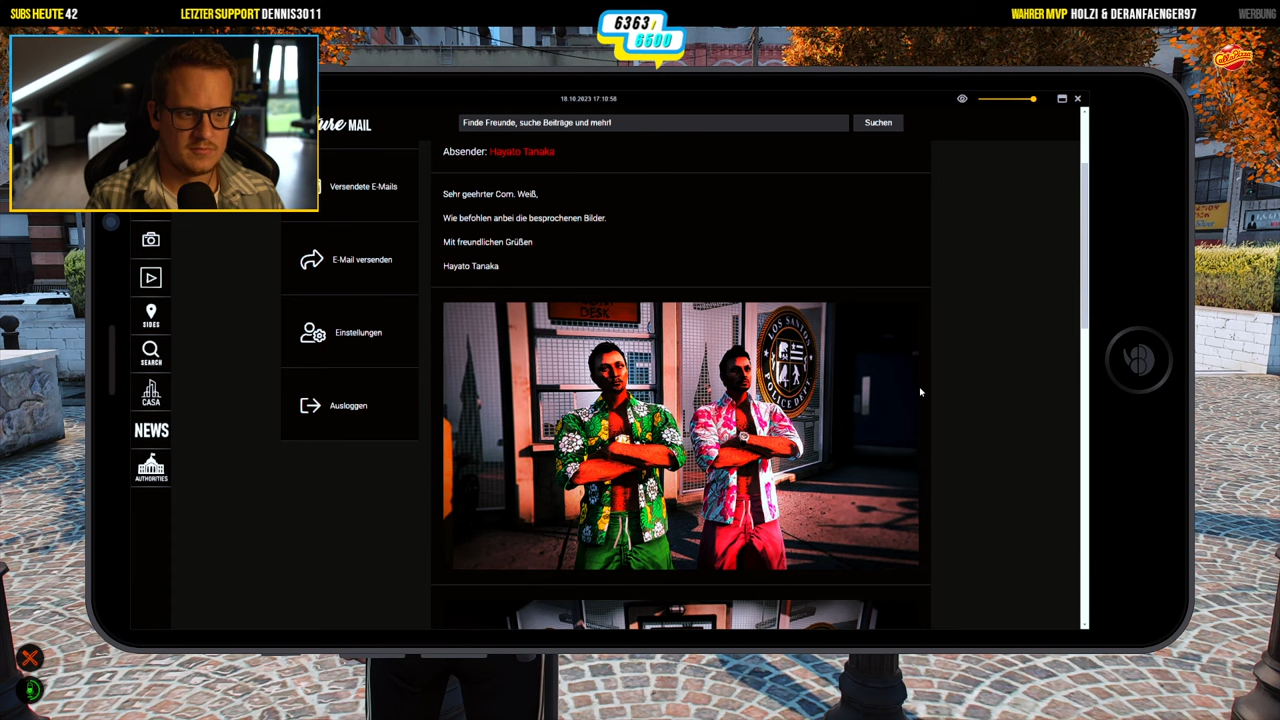 SUBS HEUTE 42
LETZTER SUPPORT DENNIS3011
6363 /
6500
WAHRER MVP HOLZI & DERANFAENGER97
WERBUNG
18.10.2023 17:10:56
MAIL
Finde Freunde, suche Beiträge und mehr!
Suchen
Absender: Hayato Tanaka
Versendete E-Mails
Sehr geehrter Com. Weiß,
Wie befohlen anbei die besprochenen Bilder.
Mit freundlichen Grüßen
Hayato Tanaka
E-Mail versenden
Einstellungen
Ausloggen
SIDES
SEARCH
CASA
NEWS
AUTHORITIES
DESK
LOS SANTOS
POLICE DEPT